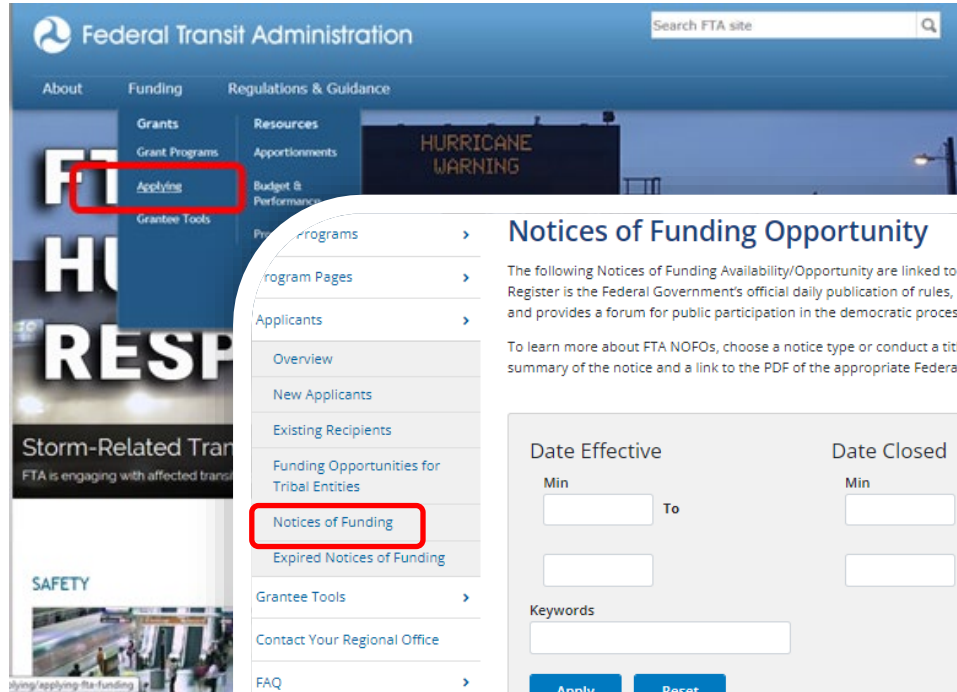 Federal Transit Administration
Search FTA site
About Funding Regulations & Guidance
Grants
Grant Programs
Applying
Grantee Tools
Resources
Apportionments
Budget &
Performance
HURRICANE
WARNING
RESP
Storm-Related Tran
FTA is engaging with affected transi
SAFETY
plying/applying-fta-funding
Programs
Program Pages
Applicants
Overview
New Applicants
Existing Recipients
Funding Opportunities for
Tribal Entities
Notices of Funding
Expired Notices of Funding
Grantee Tools
Contact Your Regional Office
FAQ
Notices of Funding Opportunity
The following Notices of Funding Availability/Opportunity are linked to
Register is the Federal Government's official daily publication of rules,
and provides a forum for public participation in the democratic proces
To learn more about FTA NOFOs, choose a notice type or conduct a tit
summary of the notice and a link to the PDF of the appropriate Federa
Date Effective
Min
To
Date Closed
Min
Keywords
Apply Reset